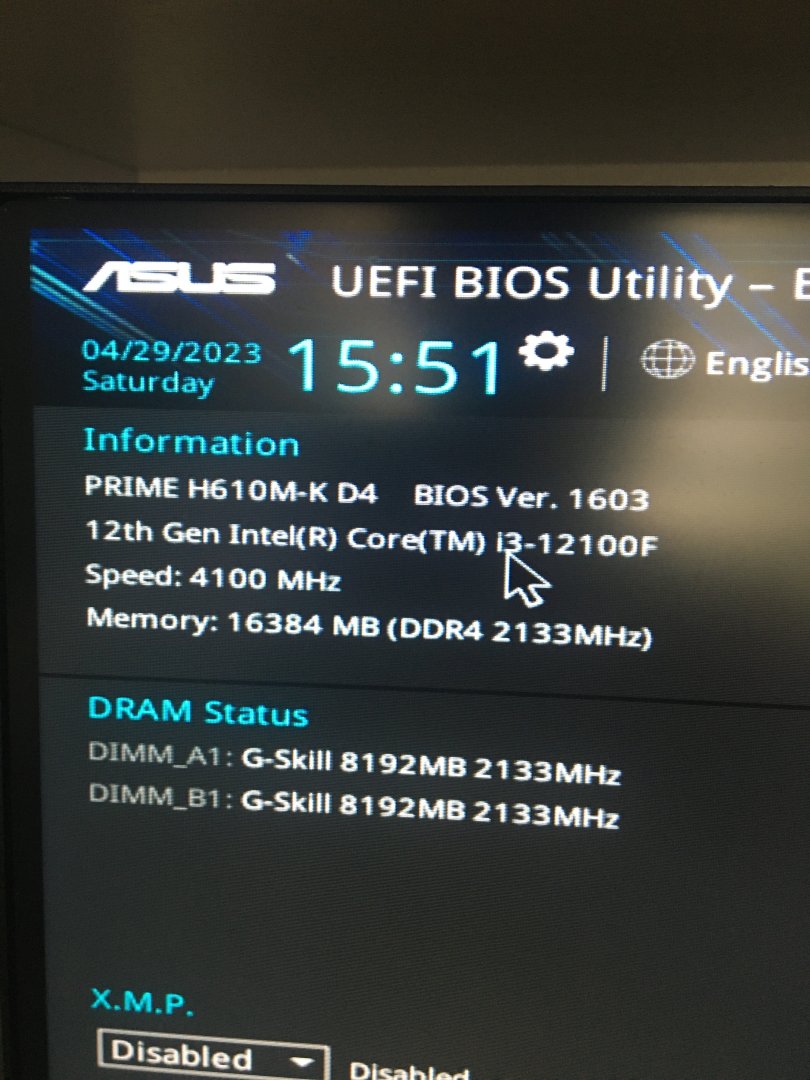 ASUS UEFI BIOS Utility –
04/29/2023 15:51
Saturday
Information
PRIME H610M-K D4 BIOS Ver. 1603
12th Gen Intel(R) Core(TM) i3-12100F
Speed: 4100 MHz
Memory: 16384 MB (DDR4 2133MHz)
DRAM Status
DIMM_A1: G-Skill 8192MB 2133MHz
DIMM_B1: G-Skill 8192MB 2133MHz
X.M.P.
Disabled Disabled